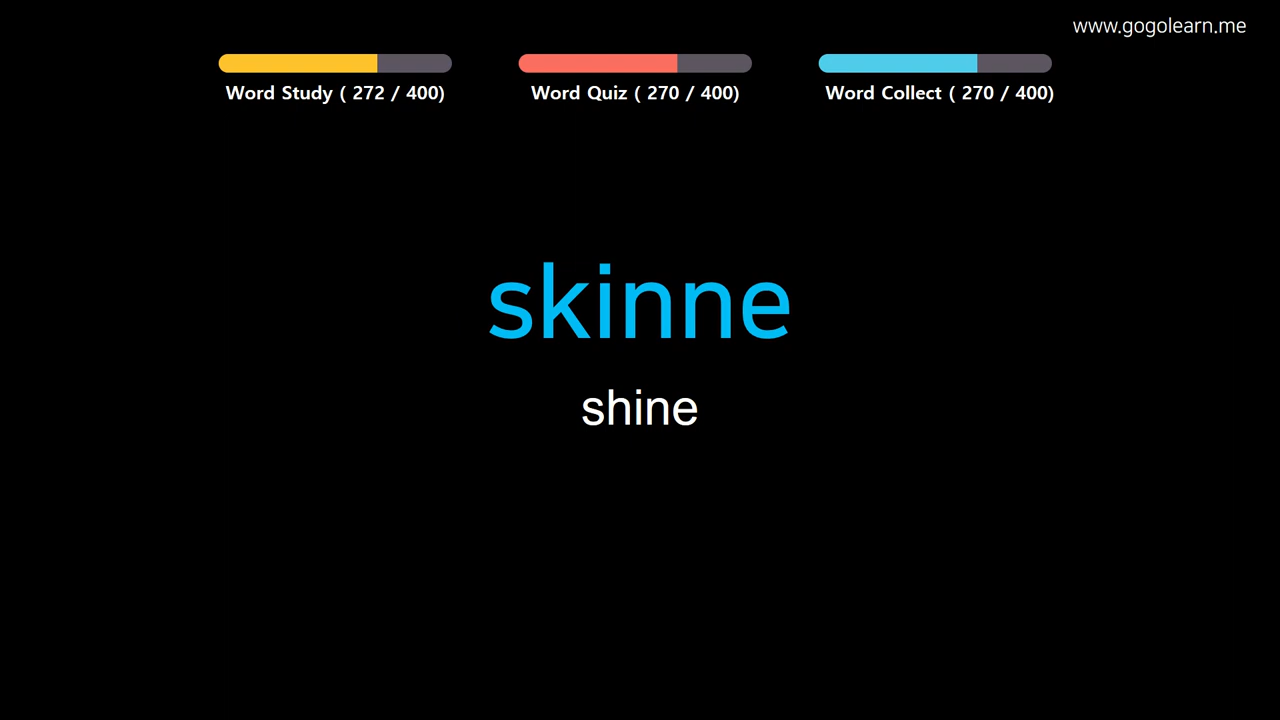 www.gogolearn.me
Word Study ( 272 / 400)
Word Quiz ( 270 / 400)
Word Collect ( 270 / 400)
skinne
shine